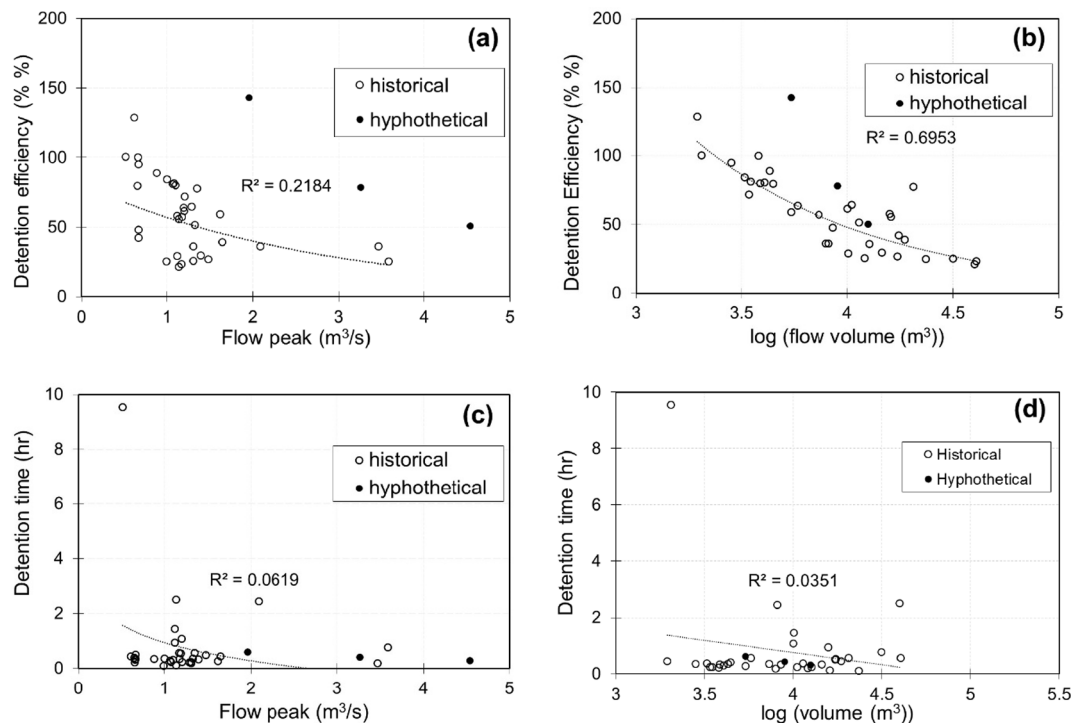 (a)
200
150
100
50
0
Detention efficiency (% %)
historical
hyphothetical
R² = 0.2184
0 1 2 3 4 5
Flow peak (m³/s)
(b)
200
150
100
50
0
Detention Efficiency (% %)
historical
hyphothetical
R² = 0.6953
3 3.5 4 4.5 5
log (flow volume (m³))
(c)
10
8
6
4
2
0
Detention time (hr)
historical
hyphothetical
R² = 0.0619
0 1 2 3 4 5
Flow peak (m³/s)
(d)
10
8
6
4
2
0
Detention time (hr)
Historical
Hyphothetical
R² = 0.0351
3 3.5 4 4.5 5 5.5
log (volume (m³))